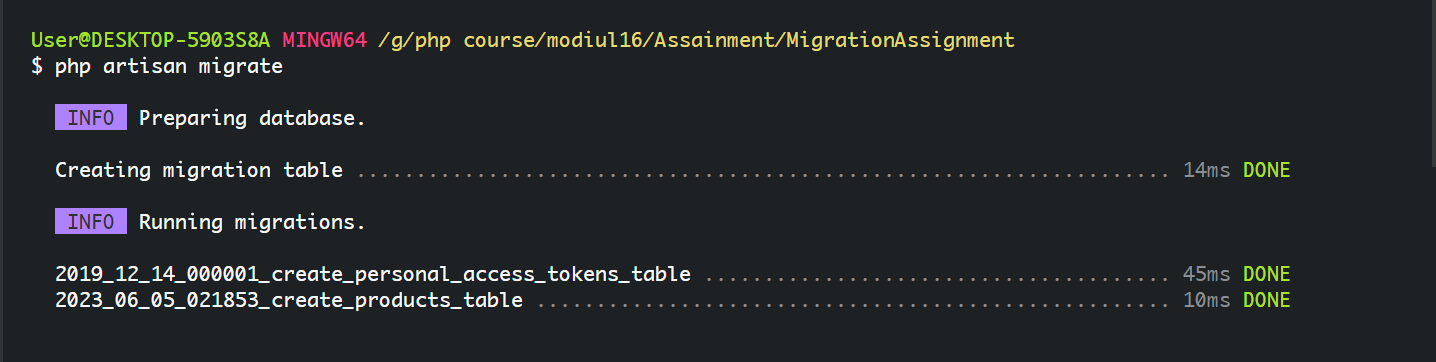 User@DESKTOP-5903S8A MINGW64 /g/php course/modiul16/Assainment/MigrationAssignment
$ php artisan migrate
INFO Preparing database.
Creating migration table .................................................................... 14ms DONE
INFO Running migrations.
2019_12_14_000001_create_personal_access_tokens_table ....................................... 45ms DONE
2023_06_05_021853_create_products_table ..................................................... 10ms DONE